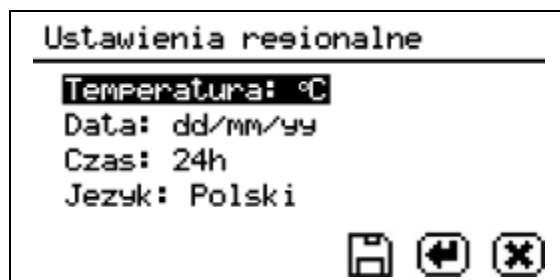 Ustawienia regionalne
Temperatura: °C
Data: dd/mm/yy
Czas: 24h
Jezyk: Polski